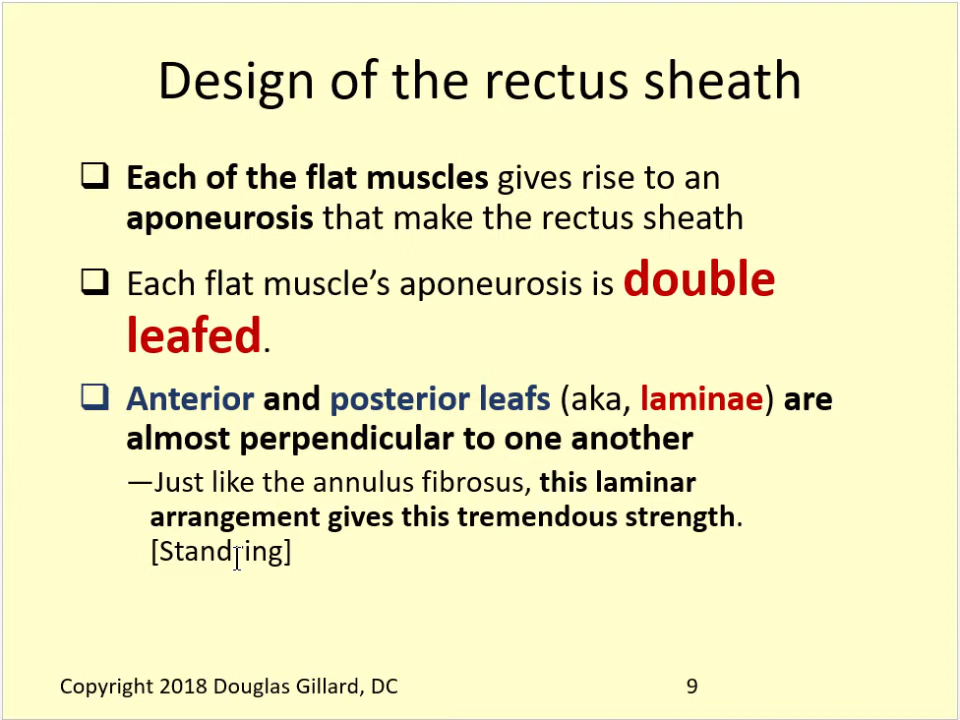 Design of the rectus sheath
❑ Each of the flat muscles gives rise to an
aponeurosis that make the rectus sheath
❑ Each flat muscle’s aponeurosis is double
leafed.
❑ Anterior and posterior leafs (aka, laminae) are
almost perpendicular to one another
—Just like the annulus fibrosus, this laminar
arrangement gives this tremendous strength.
[Standring]
Copyright 2018 Douglas Gillard, DC 9